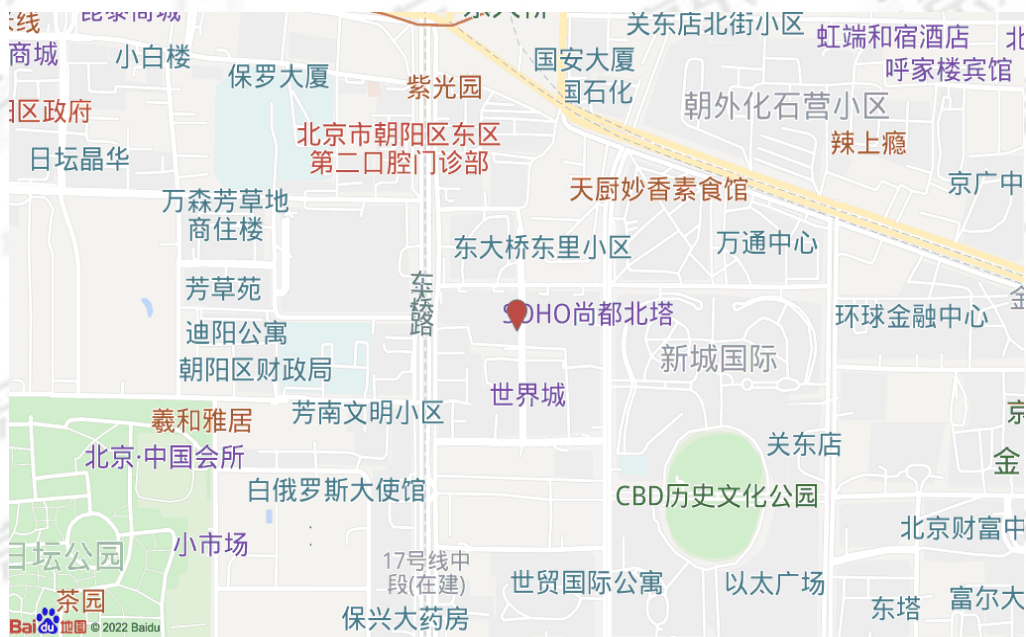 昆泰商城
关东店北街小区
虹端和宿酒店
商城
小白楼
国安大厦
呼家楼宾馆
保罗大厦
紫光园
国石化
朝外化石营小区
阳区政府
北京市朝阳区东区
第二口腔门诊部
辣上瘾
日坛晶华
天厨妙香素食馆
京广中
万森芳草地
商住楼
东大桥东里小区
万通中心
芳草苑
东大桥路
SOHO尚都北塔
环球金融中心
迪阳公寓
新城国际
朝阳区财政局
世界城
羲和雅居
芳南文明小区
北京·中国会所
关东店
白俄罗斯大使馆
CBD历史文化公园
北京财富中
日坛公园
小市场
17号线中
段(在建)
世贸国际公寓
以太广场
茶园
保兴大药房
东塔
富尔大
Bai du 地图 © 2022 Baidu